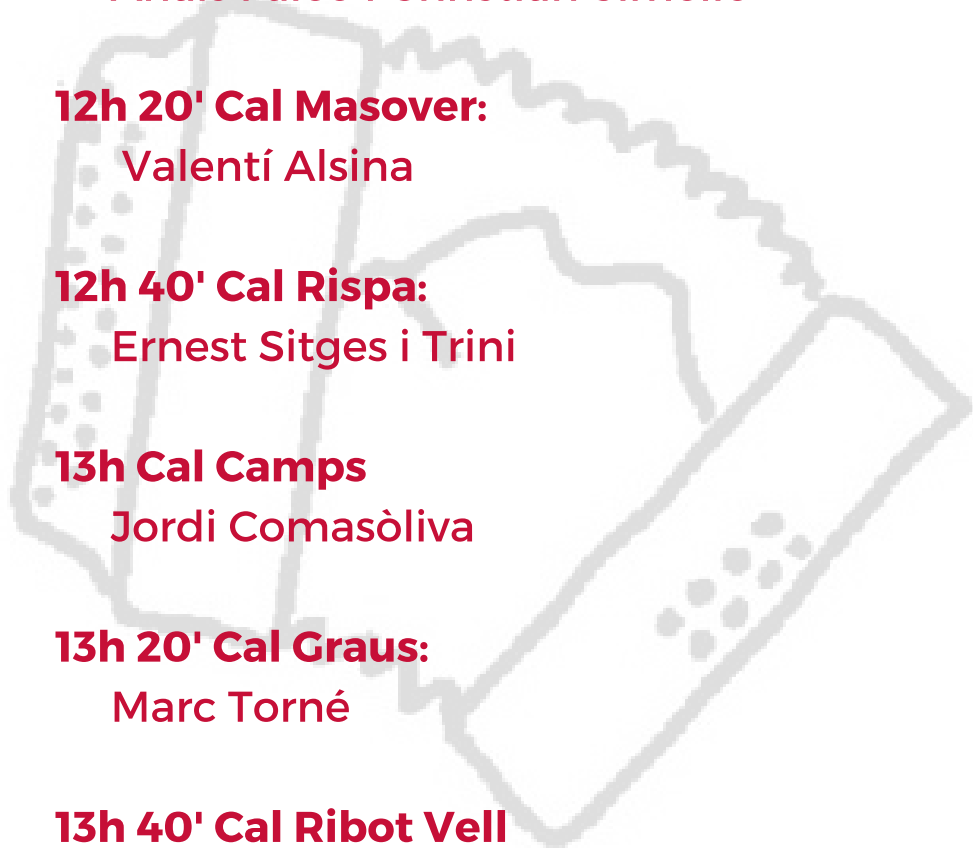 12h 20' Cal Masover:
Valentí Alsina
12h 40' Cal Rispa:
Ernest Sitges i Trini
13h Cal Camps
Jordi Comasòliva
13h 20' Cal Graus:
Marc Torné
13h 40' Cal Ribot Vell